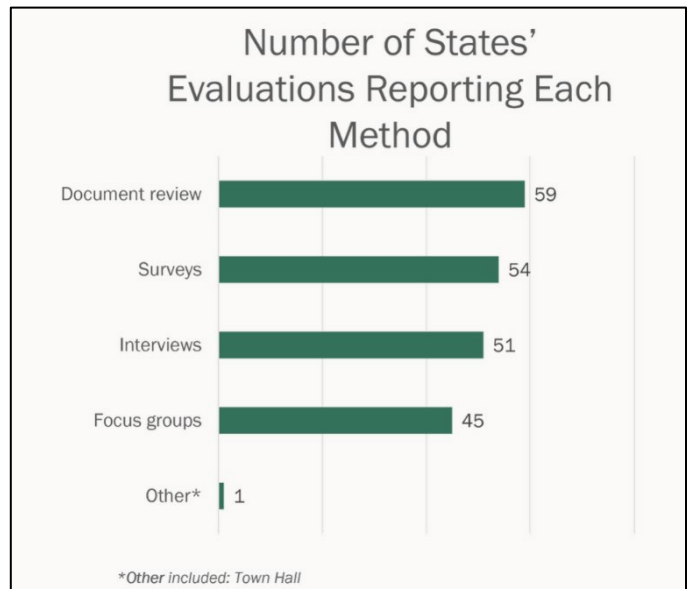 Number of States’
Evaluations Reporting Each
Method
Document review 59
Surveys 54
Interviews 51
Focus groups 45
Other* 1
*Other included: Town Hall